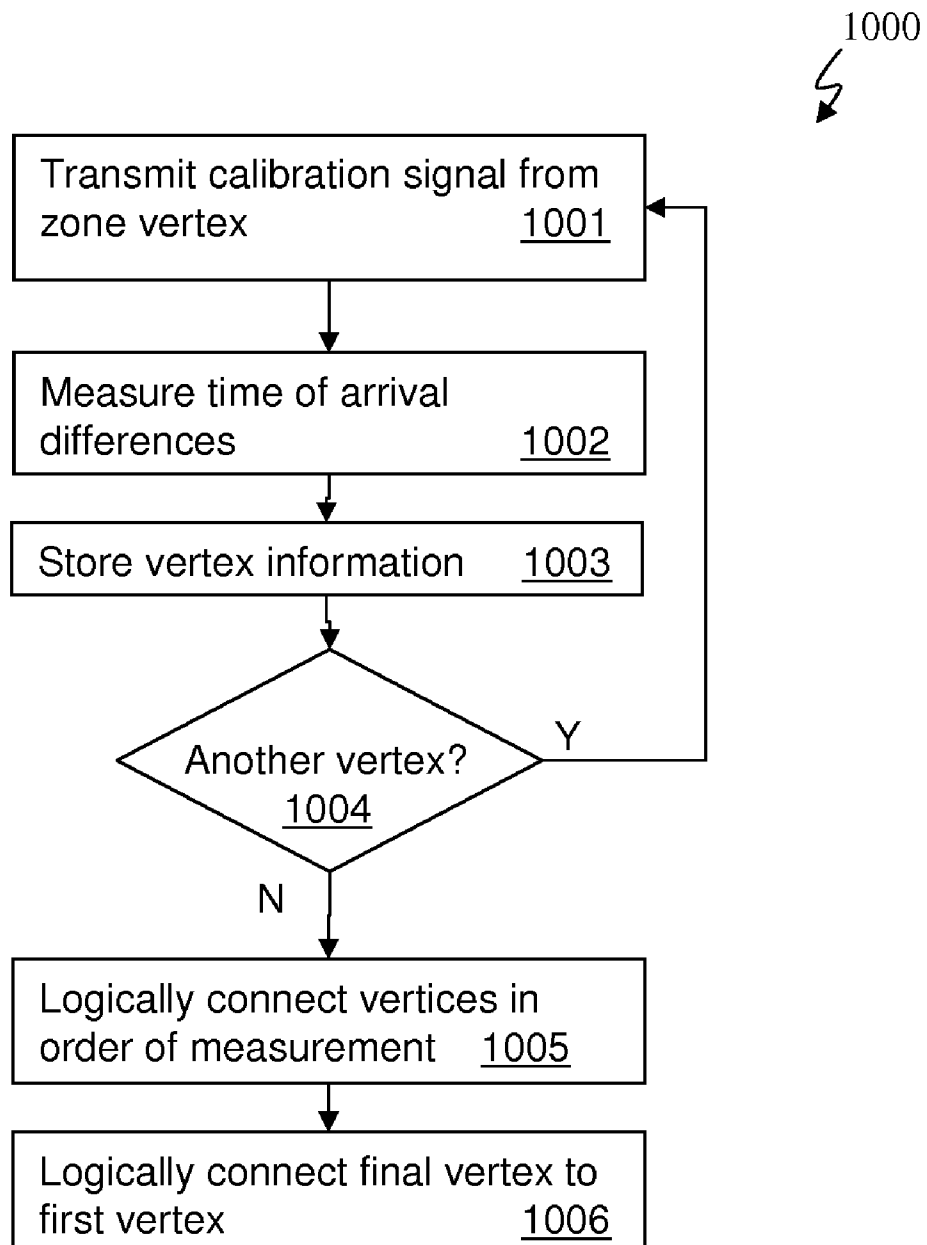 1000
Transmit calibration signal from
zone vertex 1001
Measure time of arrival
differences 1002
Store vertex information 1003
Another vertex?
1004
Y
N
Logically connect vertices in
order of measurement 1005
Logically connect final vertex to
first vertex 1006